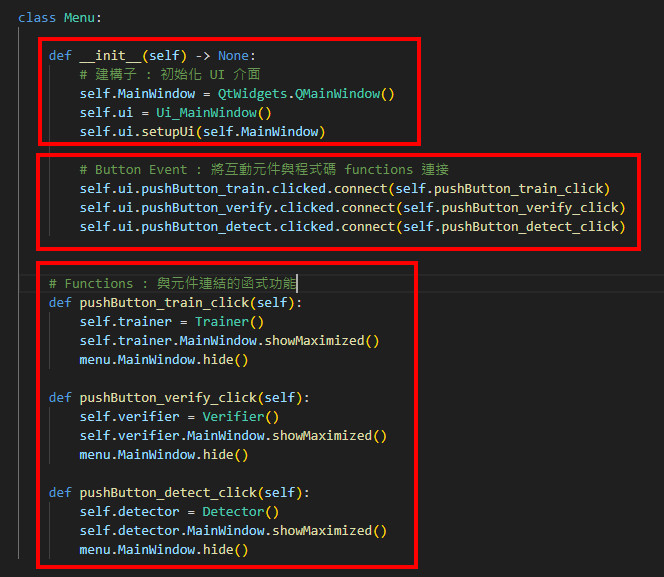 class Menu:
def __init__(self) -> None:
# 建構子 : 初始化 UI 介面
self.MainWindow = QtWidgets.QMainWindow()
self.ui = Ui_MainWindow()
self.ui.setupUi(self.MainWindow)
# Button Event : 將互動元件與程式碼 functions 連接
self.ui.pushButton_train.clicked.connect(self.pushButton_train_click)
self.ui.pushButton_verify.clicked.connect(self.pushButton_verify_click)
self.ui.pushButton_detect.clicked.connect(self.pushButton_detect_click)
# Functions : 與元件連結的函式功能
def pushButton_train_click(self):
self.trainer = Trainer()
self.trainer.MainWindow.showMaximized()
menu.MainWindow.hide()
def pushButton_verify_click(self):
self.verifier = Verifier()
self.verifier.MainWindow.showMaximized()
menu.MainWindow.hide()
def pushButton_detect_click(self):
self.detector = Detector()
self.detector.MainWindow.showMaximized()
menu.MainWindow.hide()